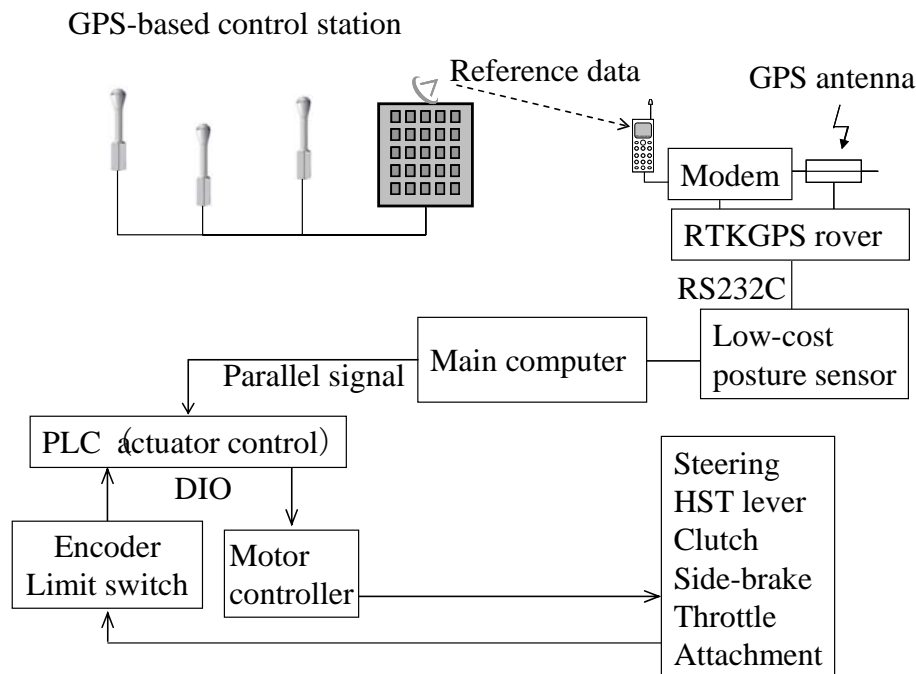 GPS-based control station
Reference data
GPS antenna
Modem
RTKGPS rover
RS232C
Low-cost
posture sensor
Main computer
Parallel signal
PLC (actuator control)
DIO
Encoder
Limit switch
Motor
controller
Steering
HST lever
Clutch
Side-brake
Throttle
Attachment